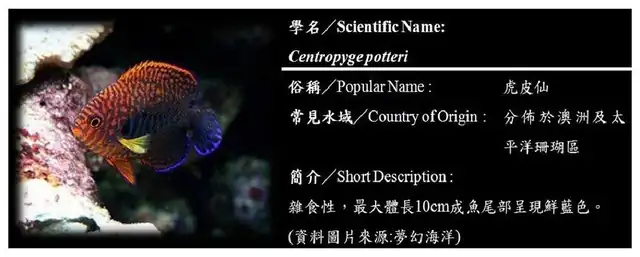 學名／Scientific Name:
Centropyge potteri
俗稱／Popular Name : 虎皮仙
常見水域／Country of Origin : 分佈於澳洲及太
平洋珊瑚區
簡介／Short Description :
雜食性，最大體長10cm成魚尾部呈現鮮藍色。
(資料圖片來源:夢幻海洋)